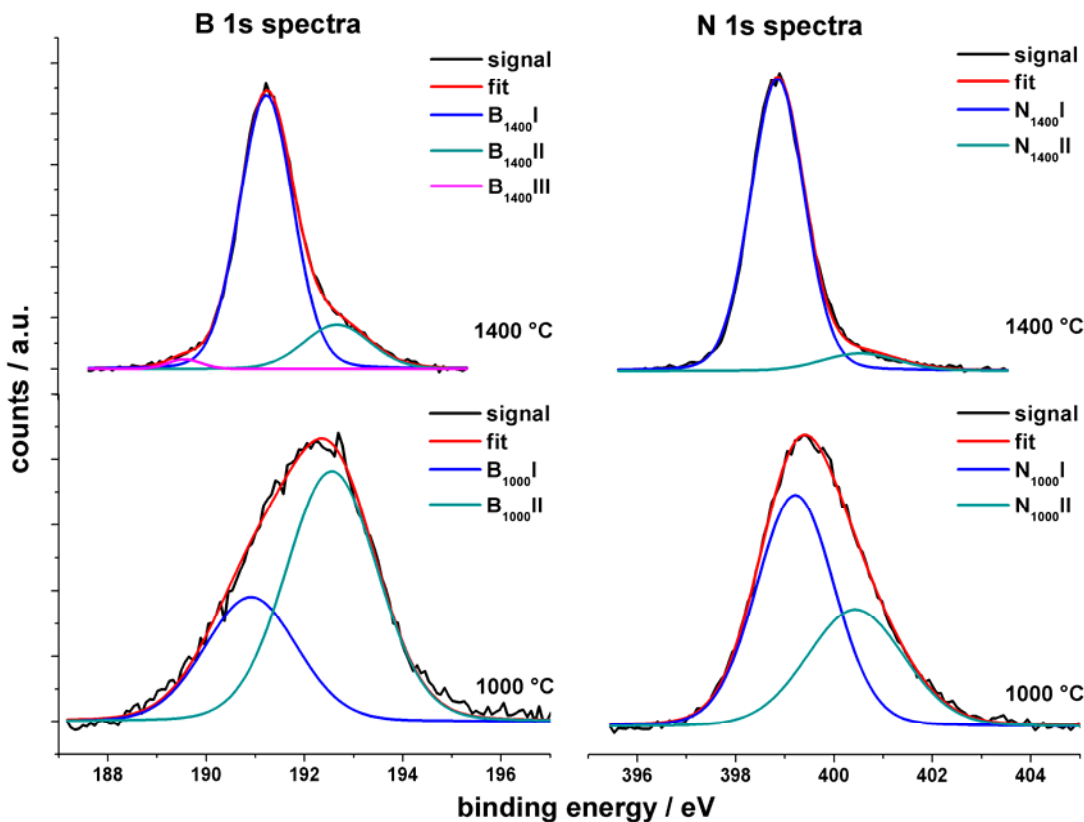 B 1s spectra
signal
fit
B1400I
B1400II
B1400III
1400 °C
N 1s spectra
signal
fit
N1400I
N1400II
1400 °C
signal
fit
B1000I
B1000II
1000 °C
signal
fit
N1000I
N1000II
1000 °C
counts / a.u.
188 190 192 194 196
396 398 400 402 404
binding energy / eV